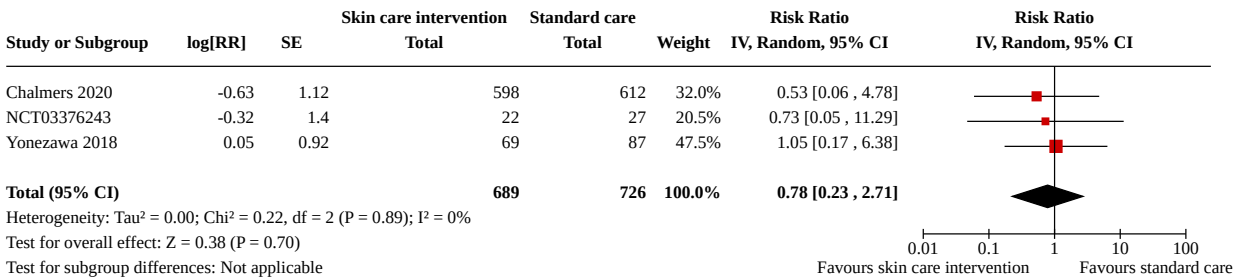 Skin care intervention Standard care Risk Ratio Risk Ratio
Study or Subgroup log[RR] SE Total Total Weight IV, Random, 95% CI IV, Random, 95% CI
Chalmers 2020 -0.63 1.12 598 612 32.0% 0.53 [0.06 , 4.78]
NCT03376243 -0.32 1.4 22 27 20.5% 0.73 [0.05 , 11.29]
Yonezawa 2018 0.05 0.92 69 87 47.5% 1.05 [0.17 , 6.38]
Total (95% CI) 689 726 100.0% 0.78 [0.23 , 2.71]
Heterogeneity: Tau² = 0.00; Chi² = 0.22, df = 2 (P = 0.89); I² = 0%
Test for overall effect: Z = 0.38 (P = 0.70)
0.01 0.1 1 10 100
Test for subgroup differences: Not applicable Favours skin care intervention Favours standard care